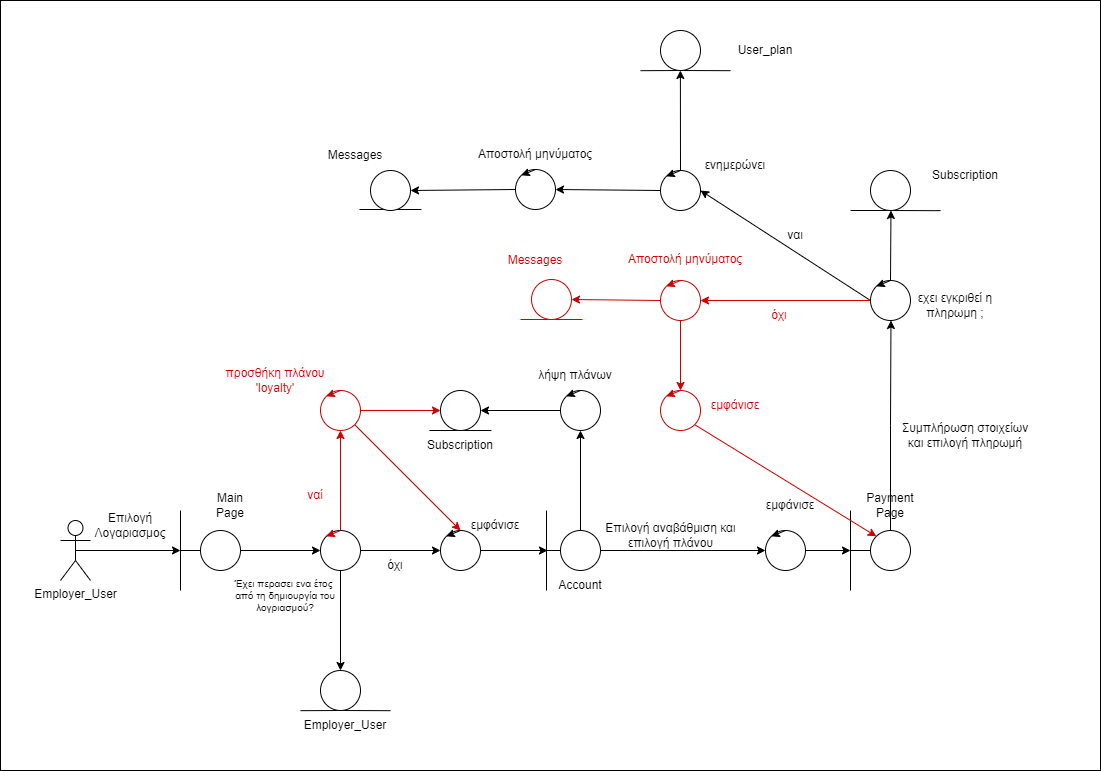 User_plan
Messages
Αποστολή μηνύματος
ενημερώνει
Subscription
ναι
Messages
Αποστολή μηνύματος
όχι
εχει εγκριθεί η
πληρωμη ;
προσθήκη πλάνου
'loyalty'
λήψη πλάνων
εμφάνισε
Subscription
Συμπλήρωση στοιχείων
και επιλογή πληρωμή
ναί
Main
Page
Επιλογή
Λογαριασμος
εμφάνισε
Επιλογή αναβάθμιση και
επιλογή πλάνου
εμφάνισε
Payment
Page
όχι
Employer_User
Έχει περασει ενα έτος
από τη δημιουργία του
λογριασμού?
Account
Employer_User